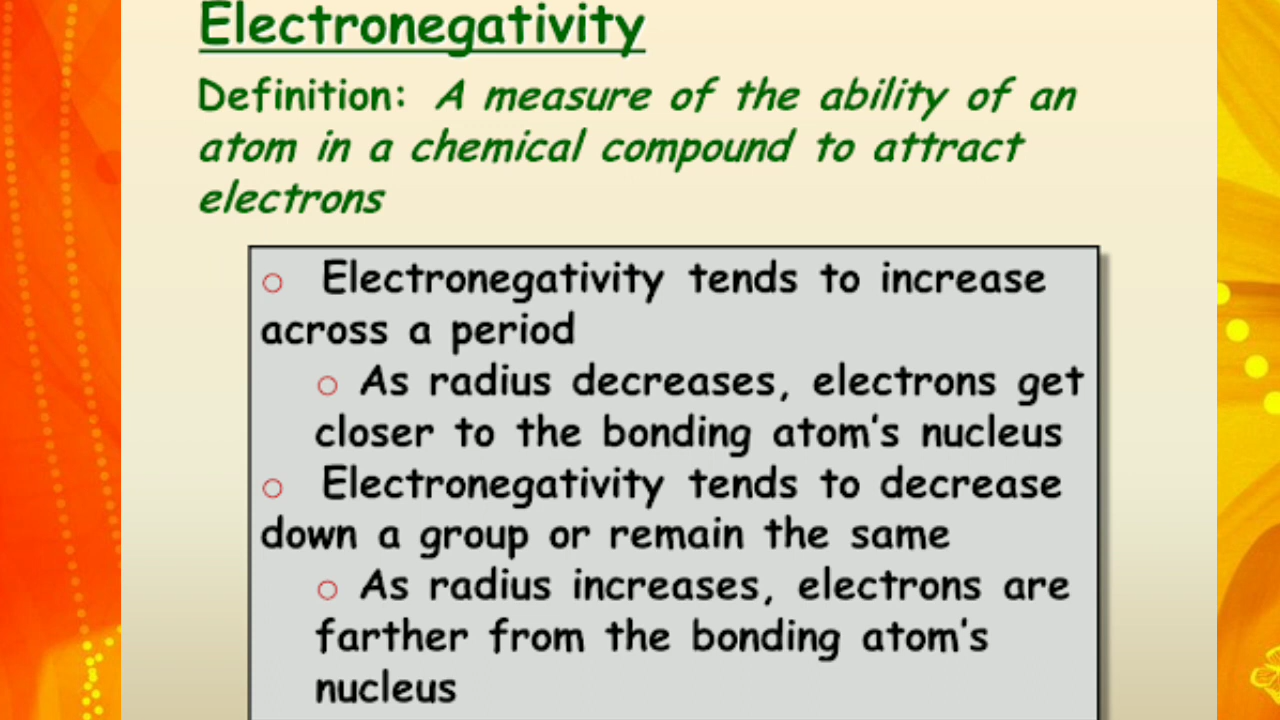 Electronegativity
Definition: A measure of the ability of an
atom in a chemical compound to attract
electrons
○ Electronegativity tends to increase
across a period
○ As radius decreases, electrons get
closer to the bonding atom's nucleus
○ Electronegativity tends to decrease
down a group or remain the same
○ As radius increases, electrons are
farther from the bonding atom's
nucleus